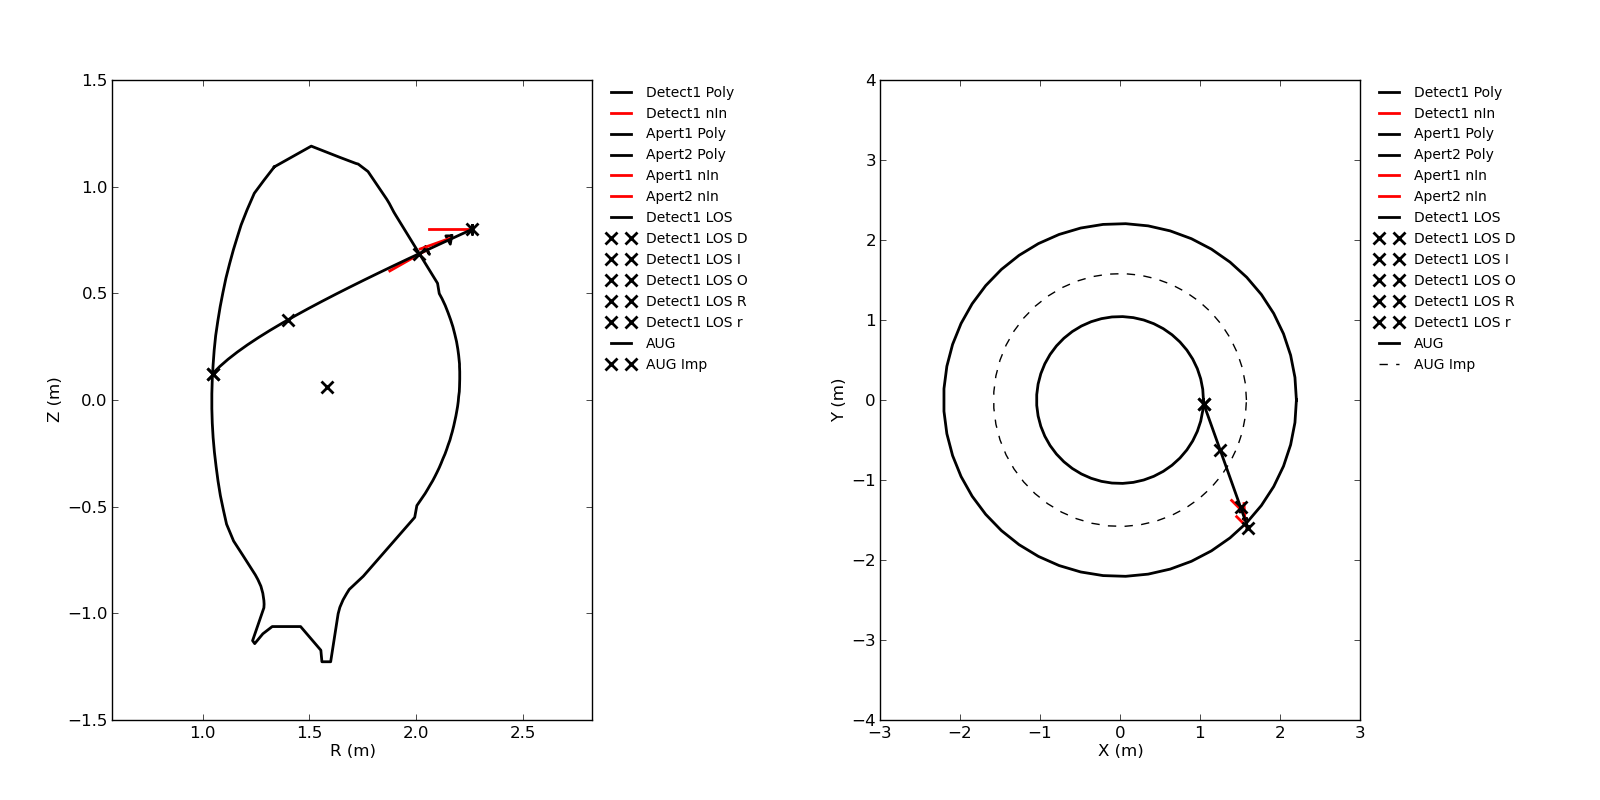 1.5
1.0
0.5
0.0
−0.5
−1.0
−1.5
Z (m)
1.0
1.5
2.0
2.5
R (m)
Detect1 Poly
Detect1 nIn
Apert1 Poly
Apert2 Poly
Apert1 nIn
Apert2 nIn
Detect1 LOS
Detect1 LOS D
Detect1 LOS I
Detect1 LOS O
Detect1 LOS R
Detect1 LOS r
AUG
AUG Imp
4
3
2
1
0
−1
−2
−3
−4
Y (m)
−3
−2
−1
0
1
2
3
X (m)
Detect1 Poly
Detect1 nIn
Apert1 Poly
Apert2 Poly
Apert1 nIn
Apert2 nIn
Detect1 LOS
Detect1 LOS D
Detect1 LOS I
Detect1 LOS O
Detect1 LOS R
Detect1 LOS r
AUG
AUG Imp